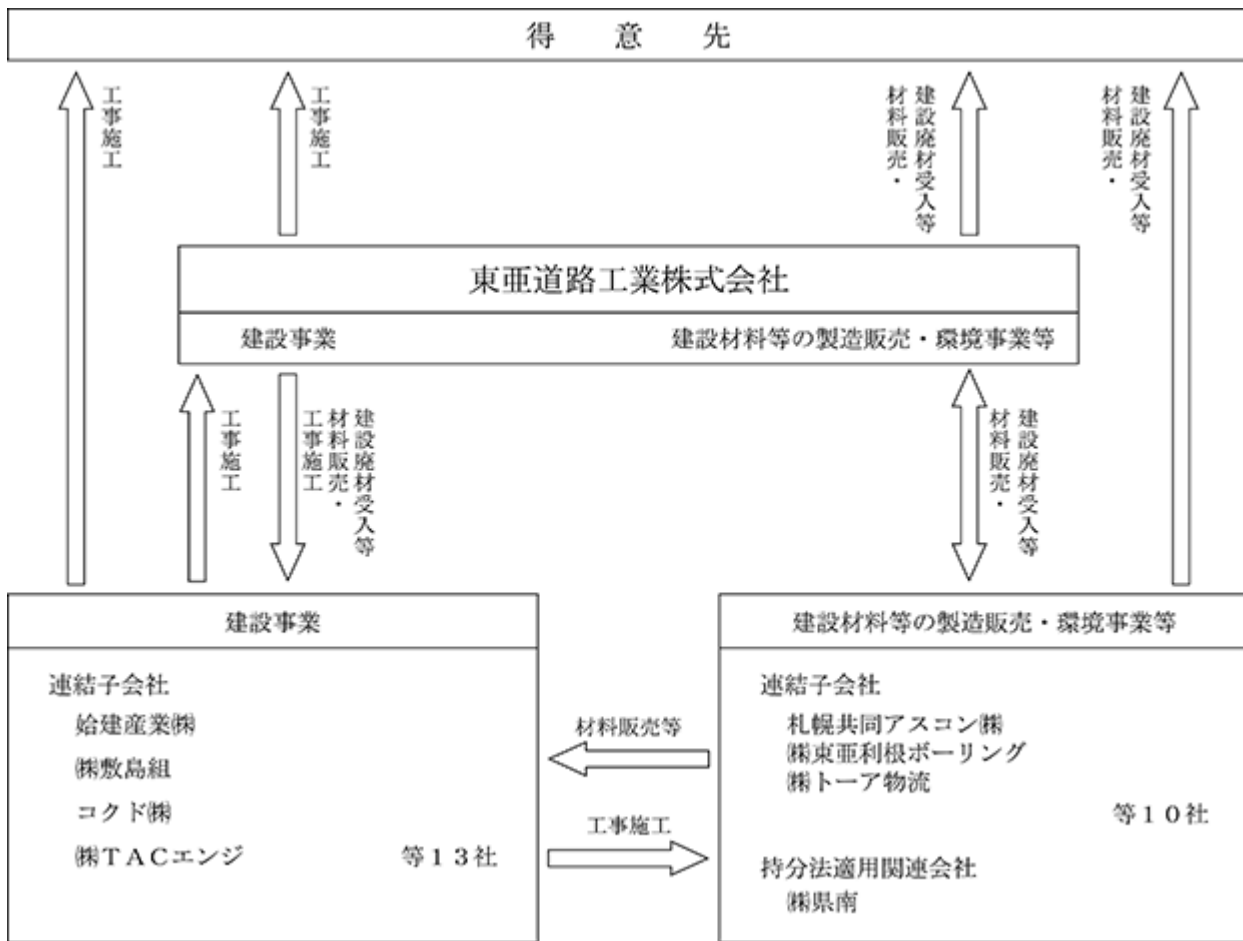 得意先
工事施工
工事施工
材料販売・
建設廃材受入等
材料販売・
建設廃材受入等
東亜道路工業株式会社
建設事業
建設材料等の製造販売・環境事業等
工事施工
工事施工
材料販売・
建設廃材受入等
材料販売・
建設廃材受入等
建設事業
連結子会社
姶建産業㈱
㈱敷島組
コクド㈱
㈱TACエンジ 等13社
材料販売等
工事施工
建設材料等の製造販売・環境事業等
連結子会社
札幌共同アスコン㈱
㈱東亜利根ボーリング
㈱トーア物流
等10社
持分法適用関連会社
㈱県南